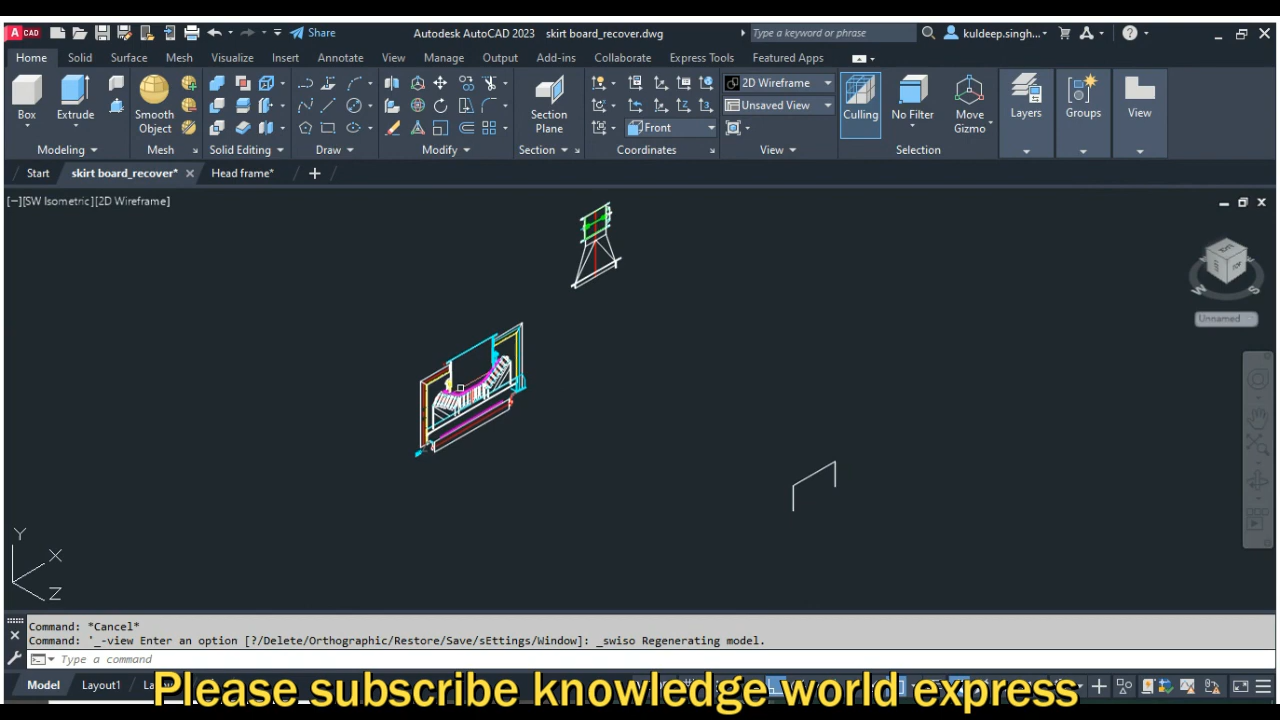 CAD Share Autodesk AutoCAD 2023 skirt board_recover.dwg Type a keyword or phrase kuldeep.singh...
Home Solid Surface Mesh Visualize Insert Annotate View Manage Output Add-ins Collaborate Express Tools Featured Apps
2D Wireframe
Unsaved View
Box Extrude Smooth Object Section Plane Front Culling No Filter Move Gizmo Layers Groups View
Modeling Mesh Solid Editing Draw Modify Section Coordinates View Selection
Start skirt board_recover* Head frame*
[−][SW Isometric][2D Wireframe]
W S
Unnamed
Y
X
Z
Command: *Cancel*
Command: '_-view Enter an option [?/Delete/Orthographic/Restore/Save/sEttings/Window]: _swiso Regenerating model.
Type a command
Model Layout1
Please subscribe knowledge world express